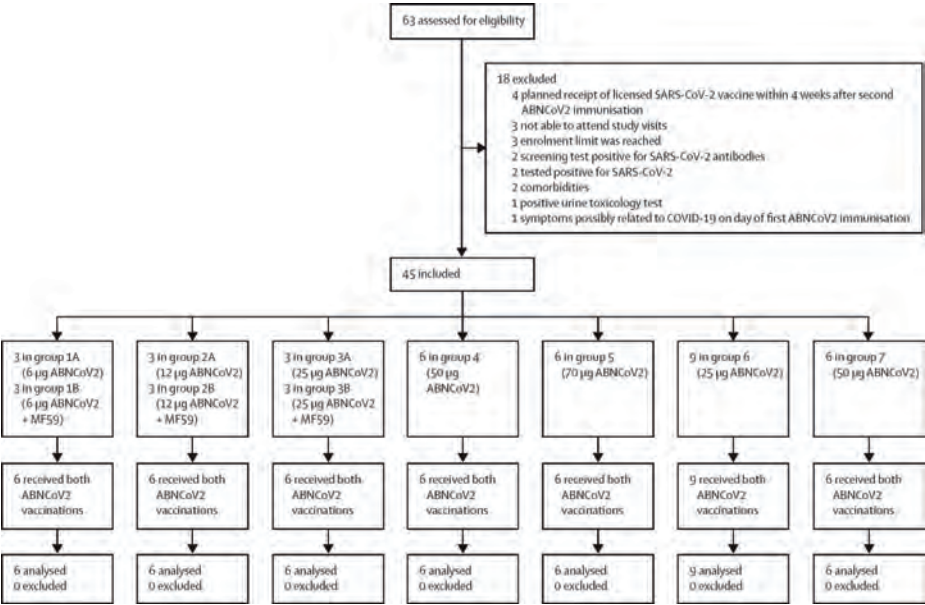 63 assessed for eligibility
18 excluded
4 planned receipt of licensed SARS-CoV-2 vaccine within 4 weeks after second
ABNCoV2 immunisation
3 not able to attend study visits
3 enrolment limit was reached
2 screening test positive for SARS-CoV-2 antibodies
2 tested positive for SARS-CoV-2
2 comorbidities
1 positive urine toxicology test
1 symptoms possibly related to COVID-19 on day of first ABNCoV2 immunisation
45 included
3 in group 1A
(6 µg ABNCoV2)
3 in group 1B
(6 µg ABNCoV2
+ MF59)
3 in group 2A
(12 µg ABNCoV2)
3 in group 2B
(12 µg ABNCoV2
+ MF59)
3 in group 3A
(25 µg ABNCoV2)
3 in group 3B
(25 µg ABNCoV2
+ MF59)
6 in group 4
(50 µg
ABNCoV2)
6 in group 5
(70 µg ABNCoV2)
9 in group 6
(25 µg ABNCoV2)
6 in group 7
(50 µg ABNCoV2)
6 received both
ABNCoV2
vaccinations
6 received both
ABNCoV2
vaccinations
6 received both
ABNCoV2
vaccinations
6 received both
ABNCoV2
vaccinations
6 received both
ABNCoV2
vaccinations
9 received both
ABNCoV2
vaccinations
6 received both
ABNCoV2
vaccinations
6 analysed
0 excluded
6 analysed
0 excluded
6 analysed
0 excluded
6 analysed
0 excluded
6 analysed
0 excluded
9 analysed
0 excluded
6 analysed
0 excluded